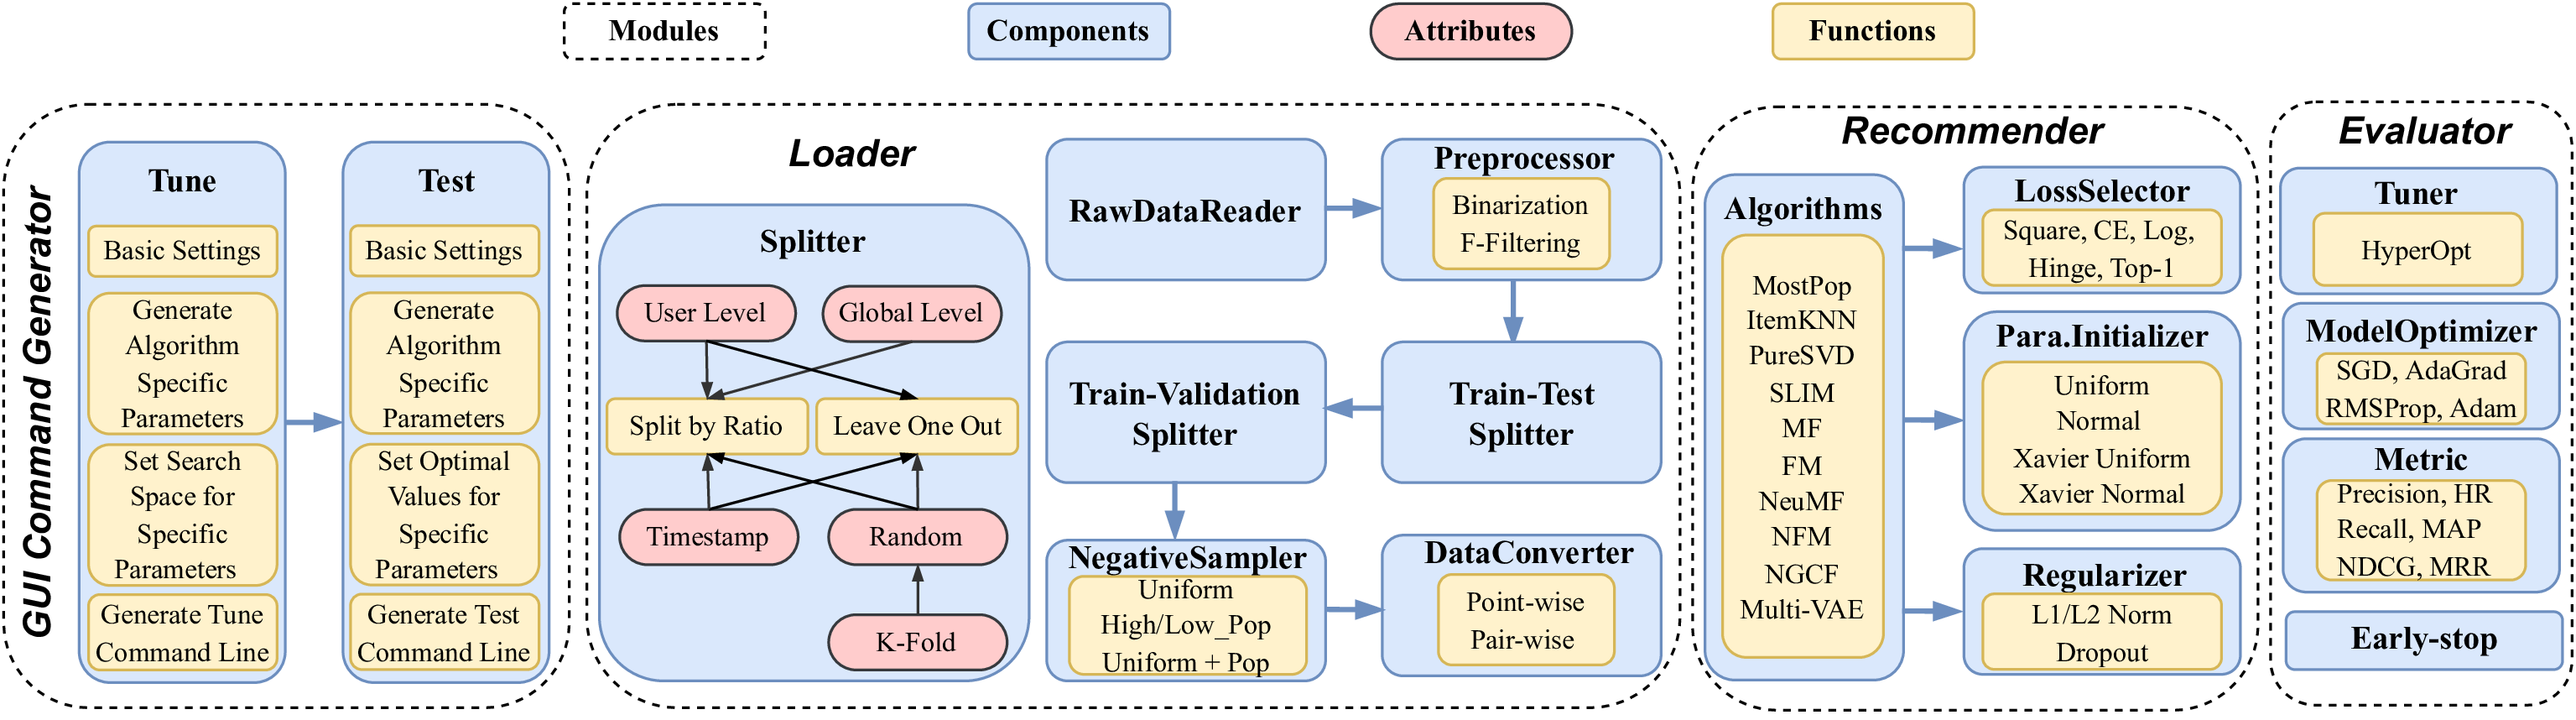 Modules
Components
Attributes
Functions
GUI Command Generator
Tune
Basic Settings
Generate
Algorithm
Specific
Parameters
Set Search
Space for
Specific
Parameters
Generate Tune
Command Line
Test
Basic Settings
Generate
Algorithm
Specific
Parameters
Set Optimal
Values for
Specific
Parameters
Generate Test
Command Line
Loader
Splitter
User Level
Global Level
Split by Ratio
Leave One Out
Timestamp
Random
K-Fold
RawDataReader
Preprocessor
Binarization
F-Filtering
Train-Validation
Splitter
Train-Test
Splitter
NegativeSampler
Uniform
High/Low_Pop
Uniform + Pop
DataConverter
Point-wise
Pair-wise
Recommender
Algorithms
MostPop
ItemKNN
PureSVD
SLIM
MF
FM
NeuMF
NFM
NGCF
Multi-VAE
LossSelector
Square, CE, Log,
Hinge, Top-1
Para.Initializer
Uniform
Normal
Xavier Uniform
Xavier Normal
Regularizer
L1/L2 Norm
Dropout
Evaluator
Tuner
HyperOpt
ModelOptimizer
SGD, AdaGrad
RMSProp, Adam
Metric
Precision, HR
Recall, MAP
NDCG, MRR
Early-stop